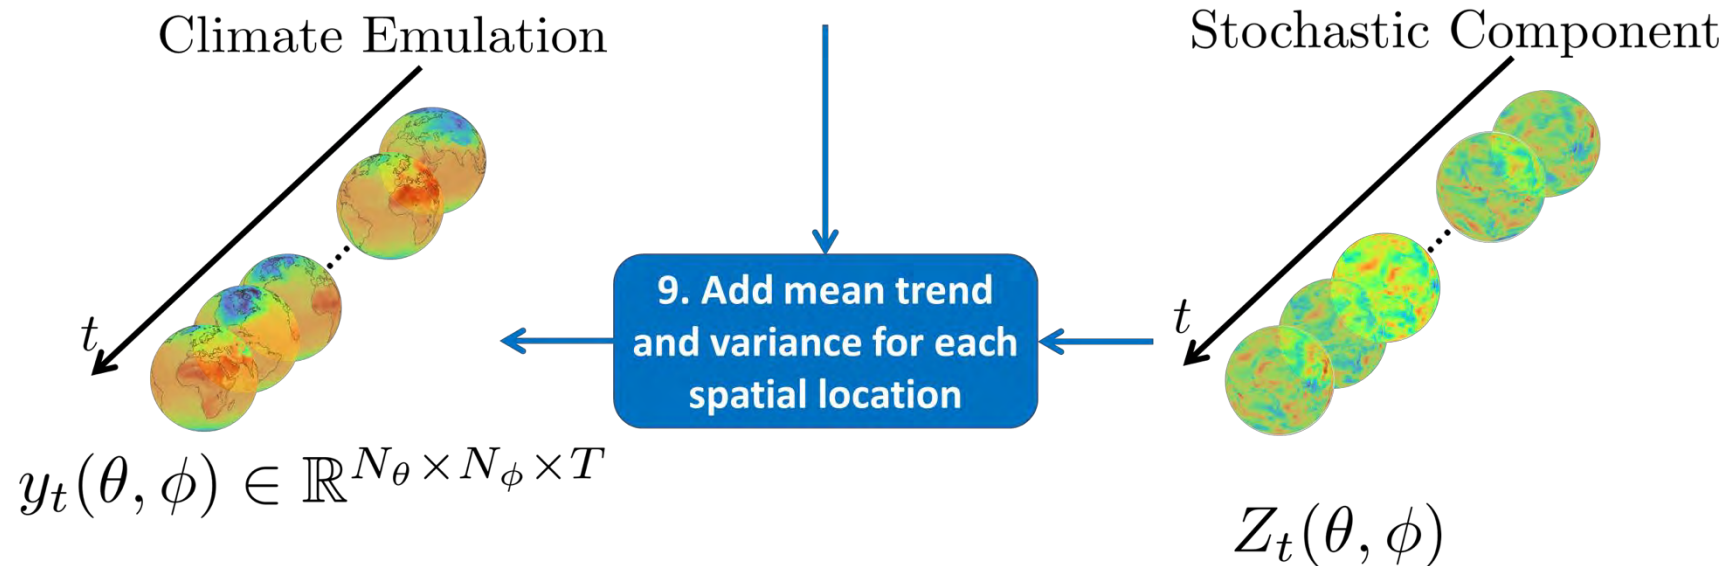 Climate Emulation
Stochastic Component
t
t
9. Add mean trend
and variance for each
spatial location
y_t(θ, ϕ) ∈ ℝ^{N_θ × N_ϕ × T}
Z_t(θ, ϕ)